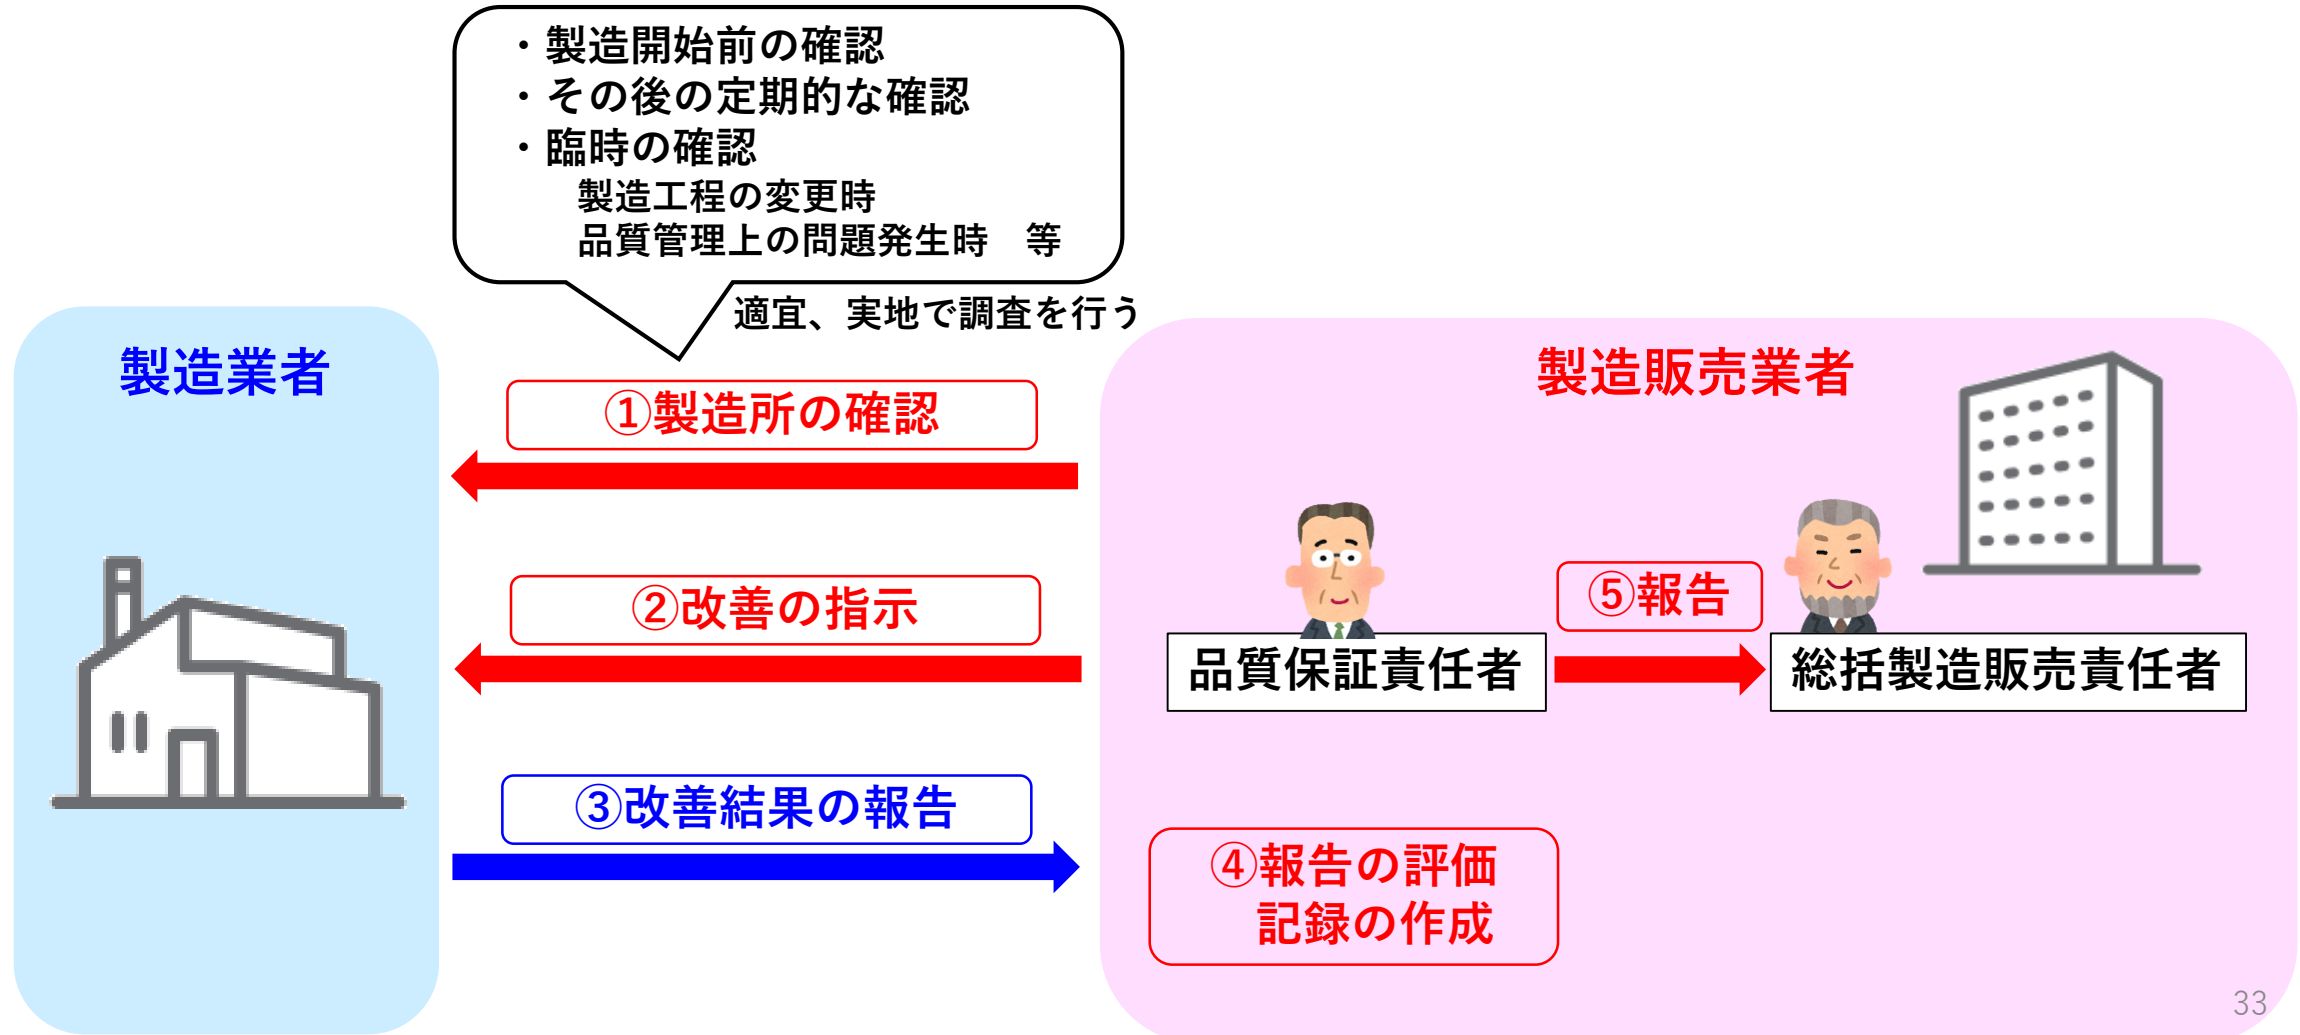 ・製造開始前の確認
・その後の定期的な確認
・臨時の確認
製造工程の変更時
品質管理上の問題発生時　等
適宜、実地で調査を行う
製造業者
製造販売業者
①製造所の確認
②改善の指示
⑤報告
品質保証責任者
総括製造販売責任者
③改善結果の報告
④報告の評価
記録の作成
33